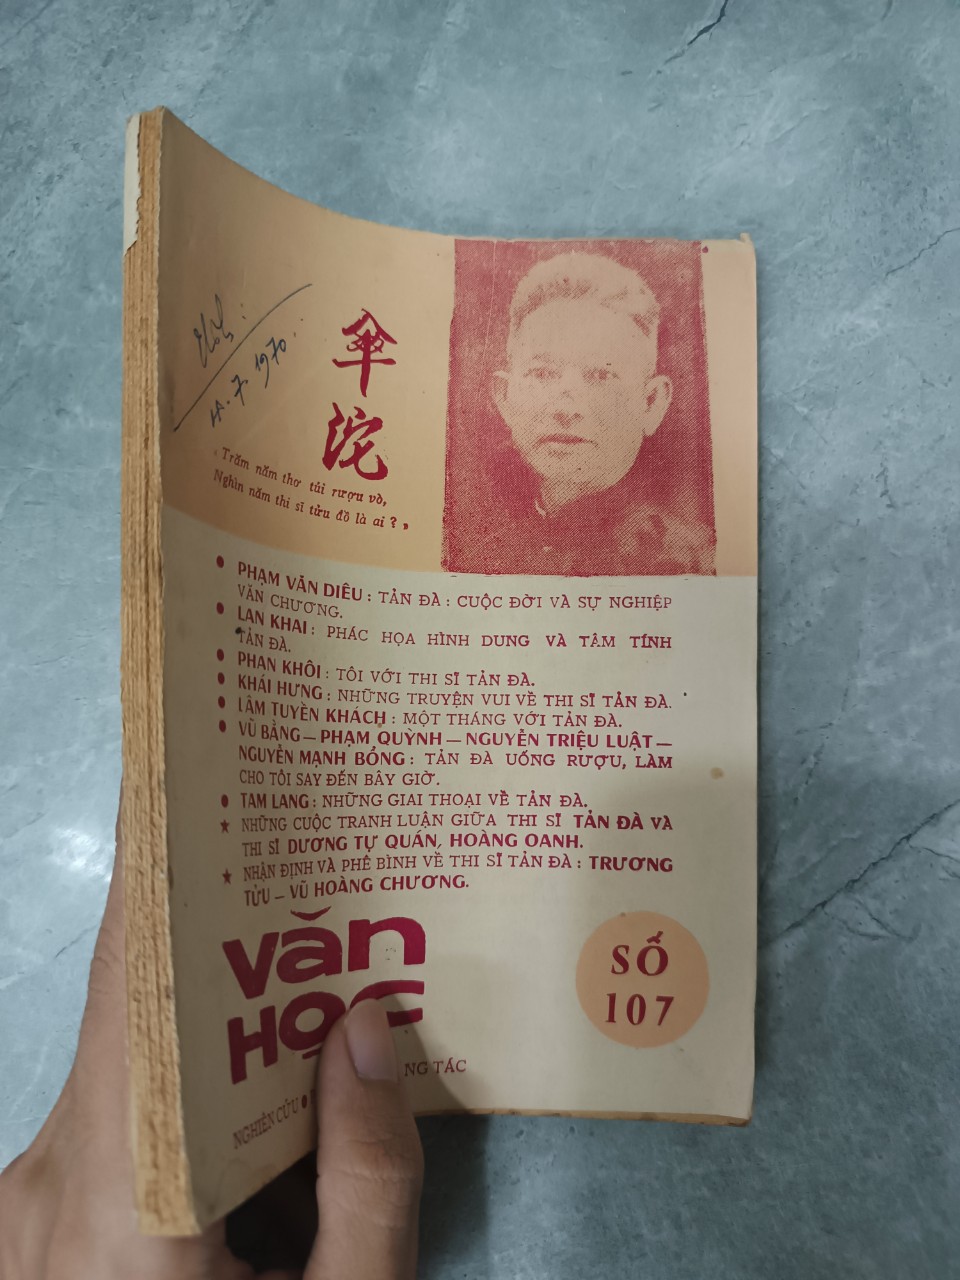 7.1970
傘
沱
« Trăm năm thơ túi rượu vò,
Nghìn năm thi sĩ tửu đồ là ai? »
● PHẠM VĂN DIÊU : TẢN ĐÀ : CUỘC ĐỜI VÀ SỰ NGHIỆP
VĂN CHƯƠNG.
● LAN KHAI : PHÁC HỌA HÌNH DUNG VÀ TÂM TÍNH
TẢN ĐÀ.
● PHAN KHÔI : TÔI VỚI THI SĨ TẢN ĐÀ.
● KHÁI HƯNG : NHỮNG TRUYỆN VUI VỀ THI SĨ TẢN ĐÀ.
● LÂM TUYỀN KHÁCH : MỘT THÁNG VỚI TẢN ĐÀ.
● VŨ BẰNG — PHẠM QUỲNH — NGUYỄN TRIỆU LUẬT —
NGUYỄN MẠNH BỔNG : TẢN ĐÀ UỐNG RƯỢU, LÀM
CHO TÔI SAY ĐẾN BÂY GIỜ.
● TAM LANG : NHỮNG GIAI THOẠI VỀ TẢN ĐÀ.
★ NHỮNG CUỘC TRANH LUẬN GIỮA THI SĨ TẢN ĐÀ VÀ
THI SĨ DƯƠNG TỰ QUÁN, HOÀNG OANH.
★ NHẬN ĐỊNH VÀ PHÊ BÌNH VỀ THI SĨ TẢN ĐÀ : TRƯƠNG
TỬU — VŨ HOÀNG CHƯƠNG.
Văn
HỌC
SỐ
107
NGHIÊN CỨU ● NG TÁC